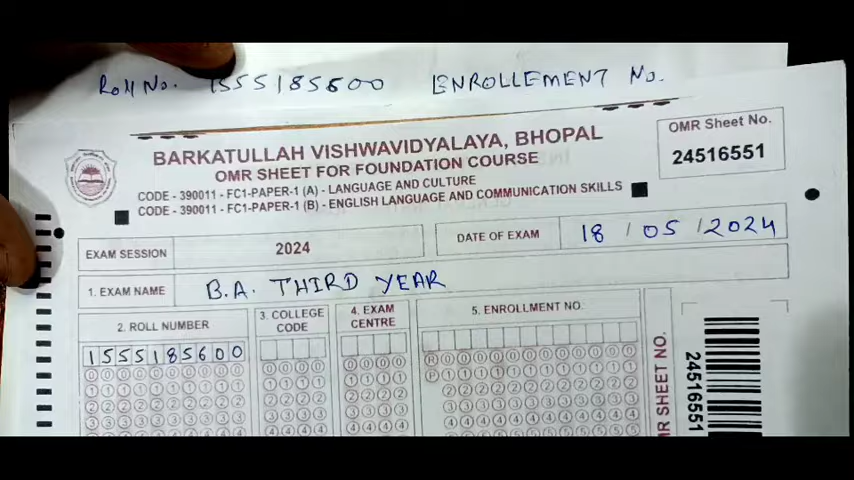 Roll No. 1555185600 ENROLLEMENT No.
BARKATULLAH VISHWAVIDYALAYA, BHOPAL
OMR SHEET FOR FOUNDATION COURSE
CODE - 390011 - FC1-PAPER-1 (A) - LANGUAGE AND CULTURE
CODE - 390011 - FC1-PAPER-1 (B) - ENGLISH LANGUAGE AND COMMUNICATION SKILLS
OMR Sheet No.
24516551
EXAM SESSION 2024 DATE OF EXAM 18 / 05 / 2024
1. EXAM NAME B.A. THIRD YEAR
2. ROLL NUMBER 3. COLLEGE CODE 4. EXAM CENTRE 5. ENROLLMENT NO.
1555185600
24516551